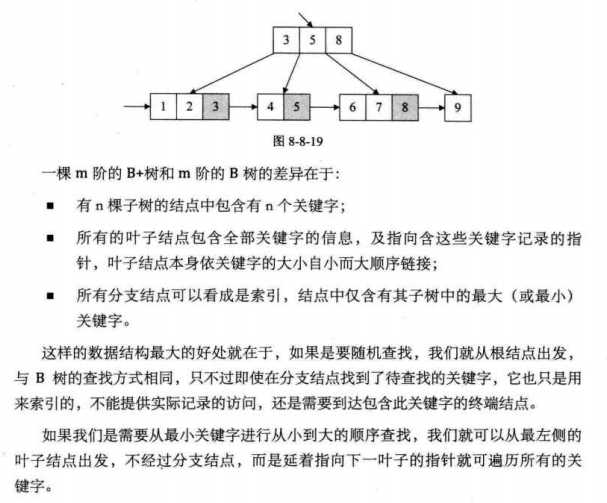 3 5 8
1 2 3 4 5 6 7 8 9
图 8-8-19
一棵 m 阶的 B+树和 m 阶的 B 树的差异在于：
■ 有 n 棵子树的结点中包含有 n 个关键字；
■ 所有的叶子结点包含全部关键字的信息，及指向含这些关键字记录的指
针，叶子结点本身依关键字的大小自小而大顺序链接；
■ 所有分支结点可以看成是索引，结点中仅含有其子树中的最大（或最小）
关键字。
这样的数据结构最大的好处就在于，如果是要随机查找，我们就从根结点出发，
与 B 树的查找方式相同，只不过即使在分支结点找到了待查找的关键字，它也只是用
来索引的，不能提供实际记录的访问，还是需要到达包含此关键字的终端结点。
如果我们是需要从最小关键字进行从小到大的顺序查找，我们就可以从最左侧的
叶子结点出发，不经过分支结点，而是延着指向下一叶子的指针就可遍历所有的关
键字。